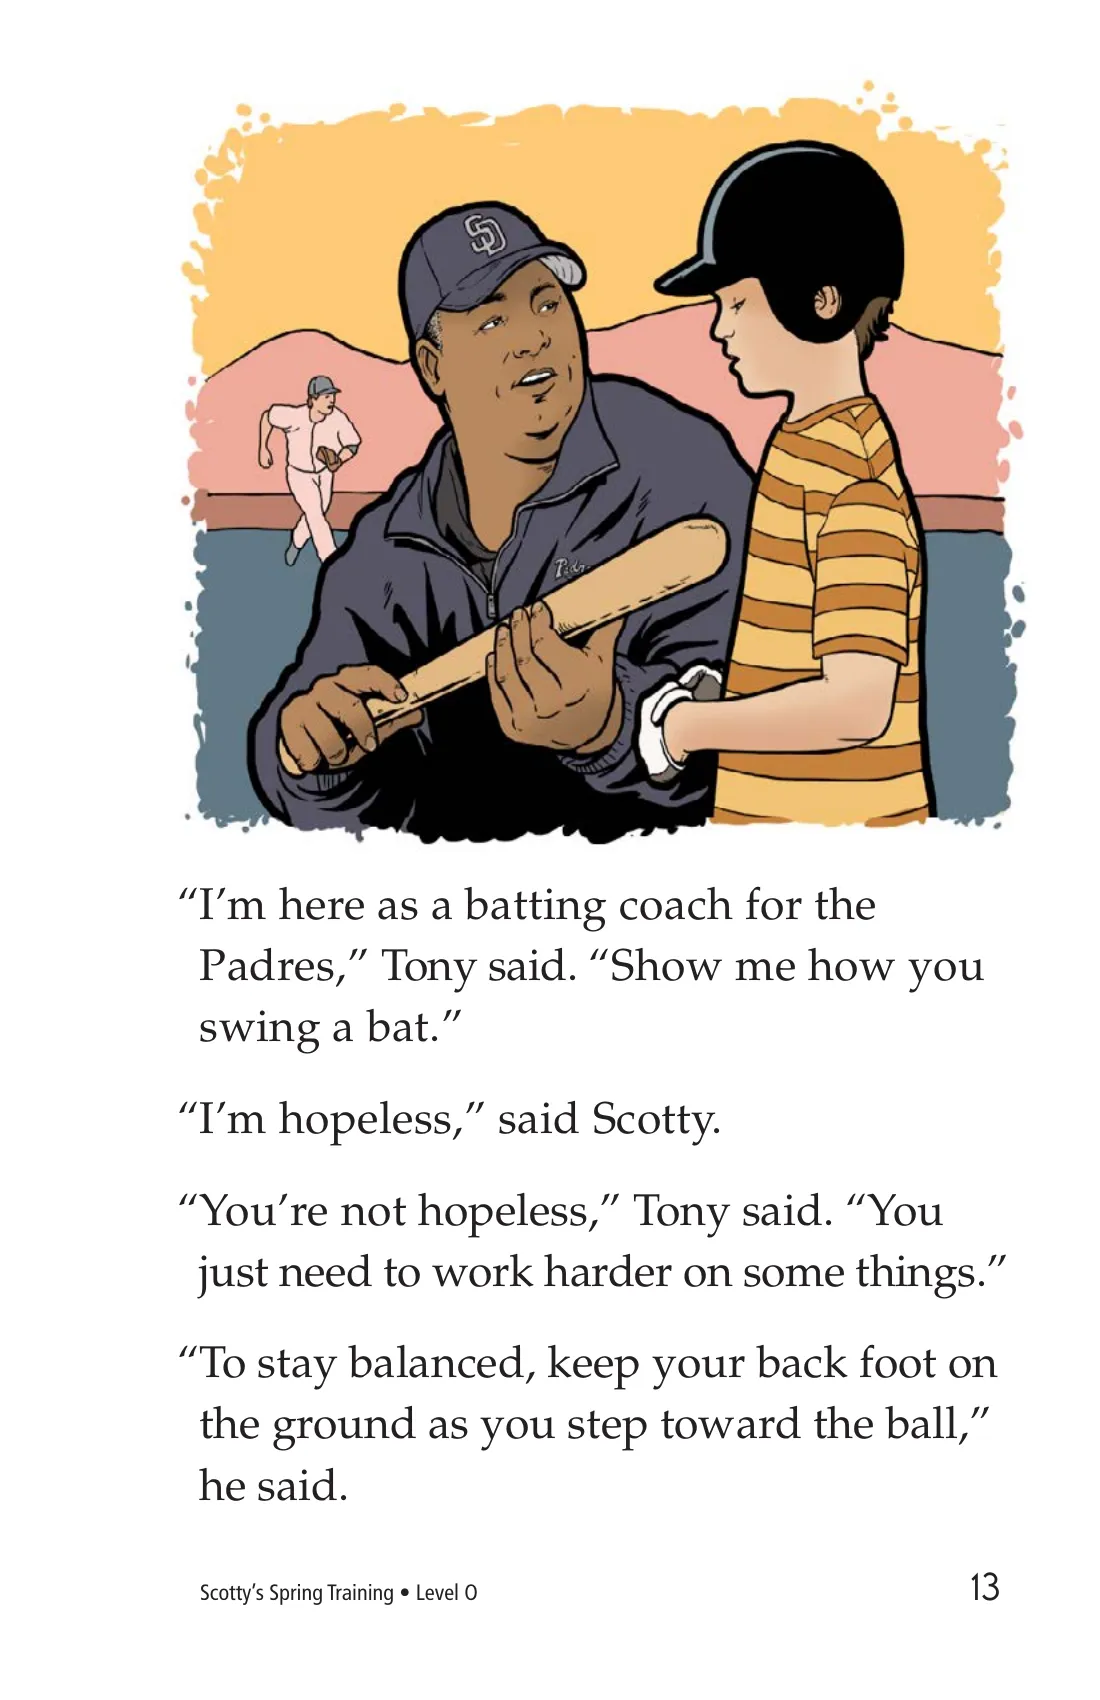 SD
Padr
“I’m here as a batting coach for the
Padres,” Tony said. “Show me how you
swing a bat.”
“I’m hopeless,” said Scotty.
“You’re not hopeless,” Tony said. “You
just need to work harder on some things.”
“To stay balanced, keep your back foot on
the ground as you step toward the ball,”
he said.
Scotty’s Spring Training • Level O
13